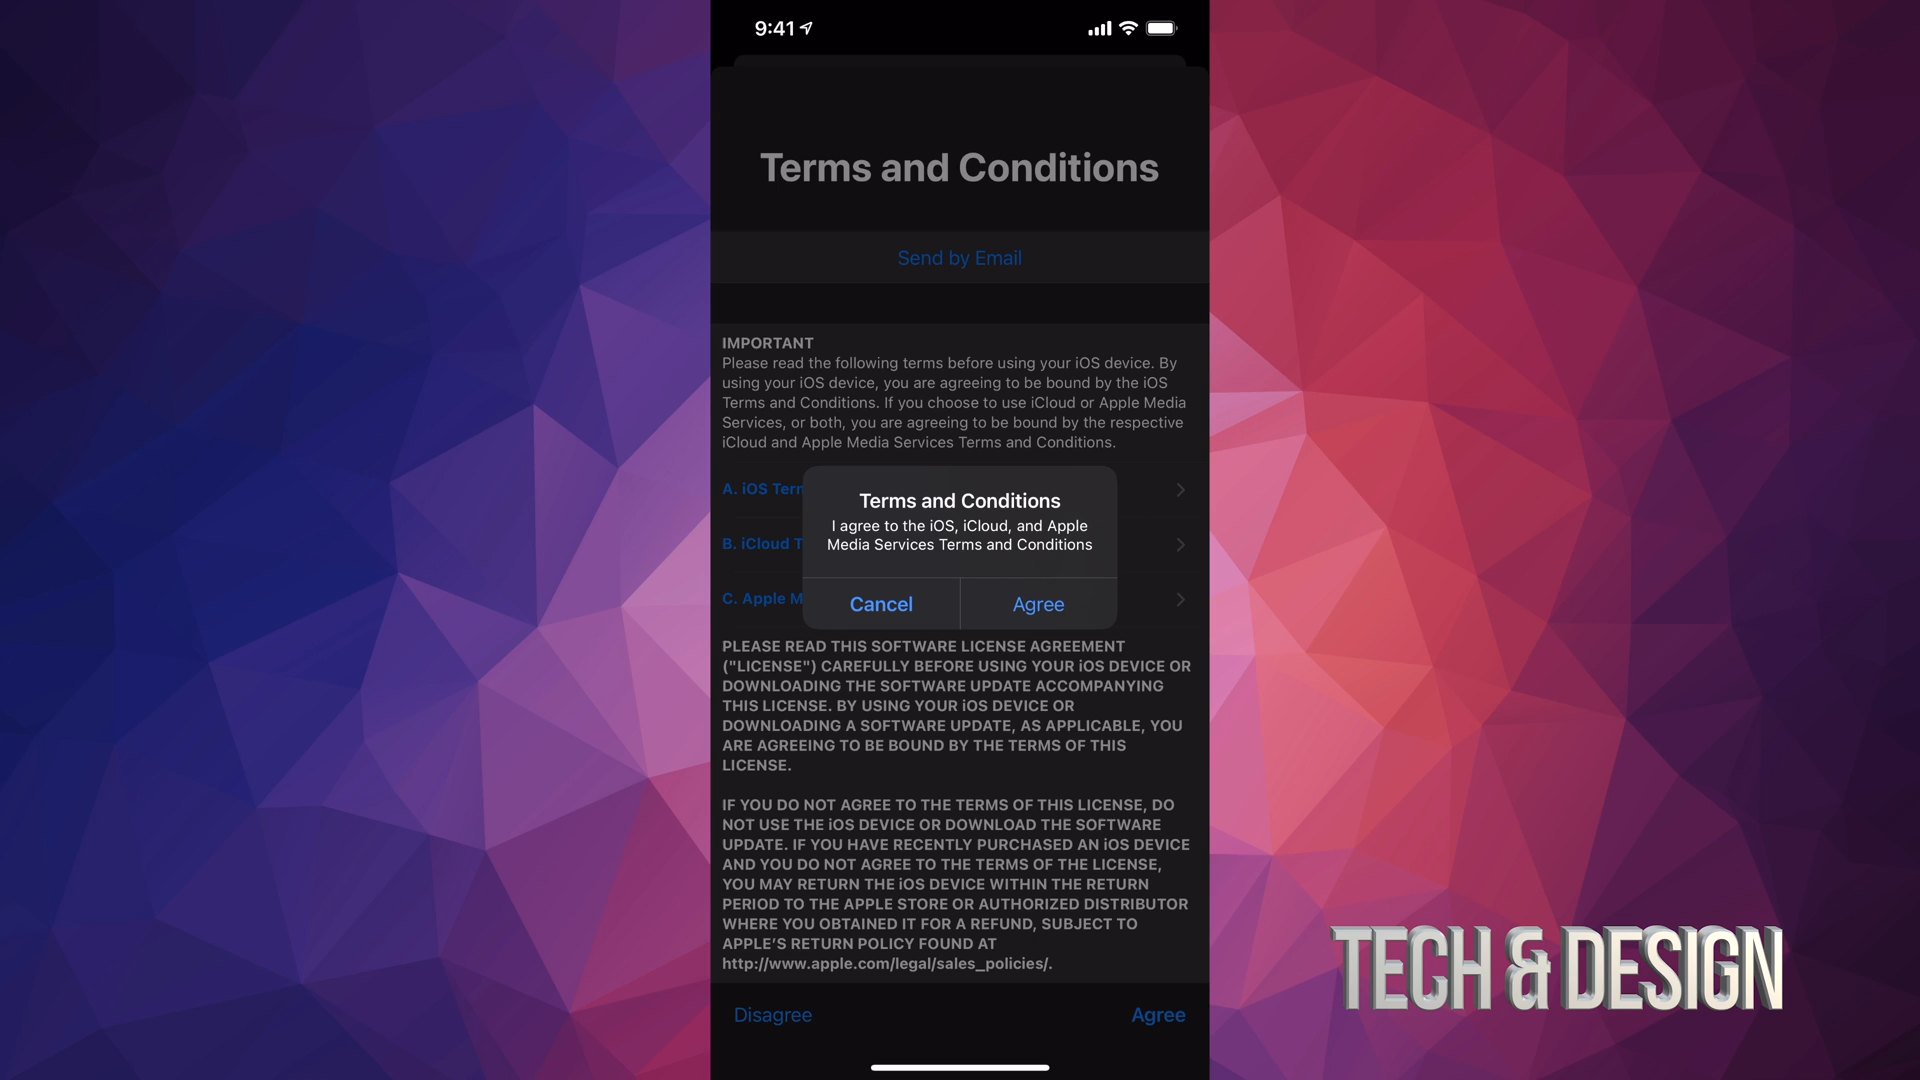 9:41
Terms and Conditions
Send by Email
IMPORTANT
Please read the following terms before using your iOS device. By
using your iOS device, you are agreeing to be bound by the iOS
Terms and Conditions. If you choose to use iCloud or Apple Media
Services, or both, you are agreeing to be bound by the respective
iCloud and Apple Media Services Terms and Conditions.
A. iOS
B. iCloud
C. Apple
Terms and Conditions
I agree to the iOS, iCloud, and Apple
Media Services Terms and Conditions
Cancel
Agree
PLEASE READ THIS SOFTWARE LICENSE AGREEMENT
("LICENSE") CAREFULLY BEFORE USING YOUR iOS DEVICE OR
DOWNLOADING THE SOFTWARE UPDATE ACCOMPANYING
THIS LICENSE. BY USING YOUR iOS DEVICE OR
DOWNLOADING A SOFTWARE UPDATE, AS APPLICABLE, YOU
ARE AGREEING TO BE BOUND BY THE TERMS OF THIS
LICENSE.
IF YOU DO NOT AGREE TO THE TERMS OF THIS LICENSE, DO
NOT USE THE iOS DEVICE OR DOWNLOAD THE SOFTWARE
UPDATE. IF YOU HAVE RECENTLY PURCHASED AN iOS DEVICE
AND YOU DO NOT AGREE TO THE TERMS OF THE LICENSE,
YOU MAY RETURN THE iOS DEVICE WITHIN THE RETURN
PERIOD TO THE APPLE STORE OR AUTHORIZED DISTRIBUTOR
WHERE YOU OBTAINED IT FOR A REFUND, SUBJECT TO
APPLE’S RETURN POLICY FOUND AT
http://www.apple.com/legal/sales_policies/.
Disagree
Agree
TECH & DESIGN